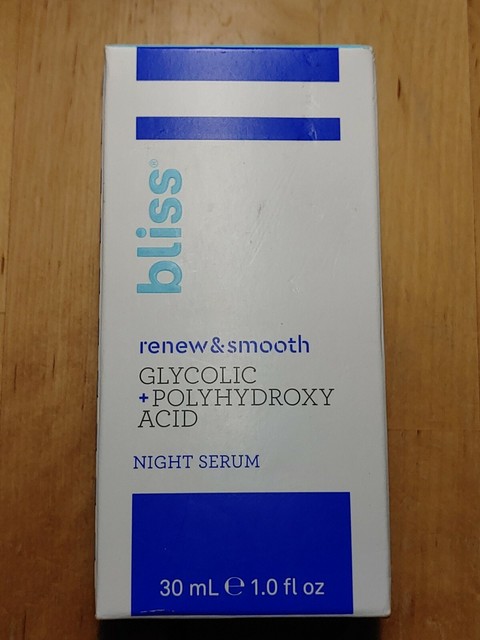 bliss®
renew&smooth
GLYCOLIC
+POLYHYDROXY
ACID
NIGHT SERUM
30 mL ℮ 1.0 fl oz